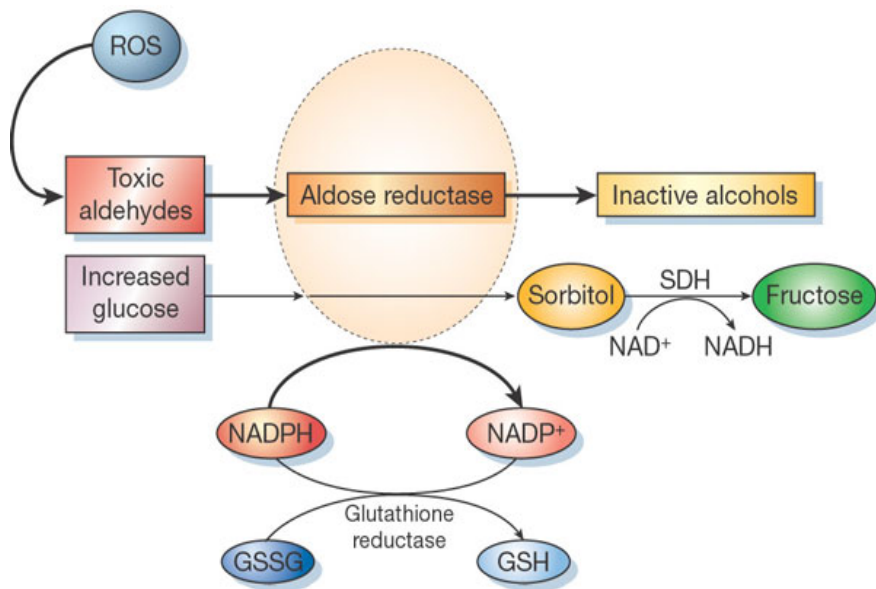 ROS
Toxic
aldehydes
Aldose reductase
Inactive alcohols
Increased
glucose
Sorbitol
SDH
Fructose
NAD⁺
NADH
NADPH
NADP⁺
Glutathione
reductase
GSSG
GSH